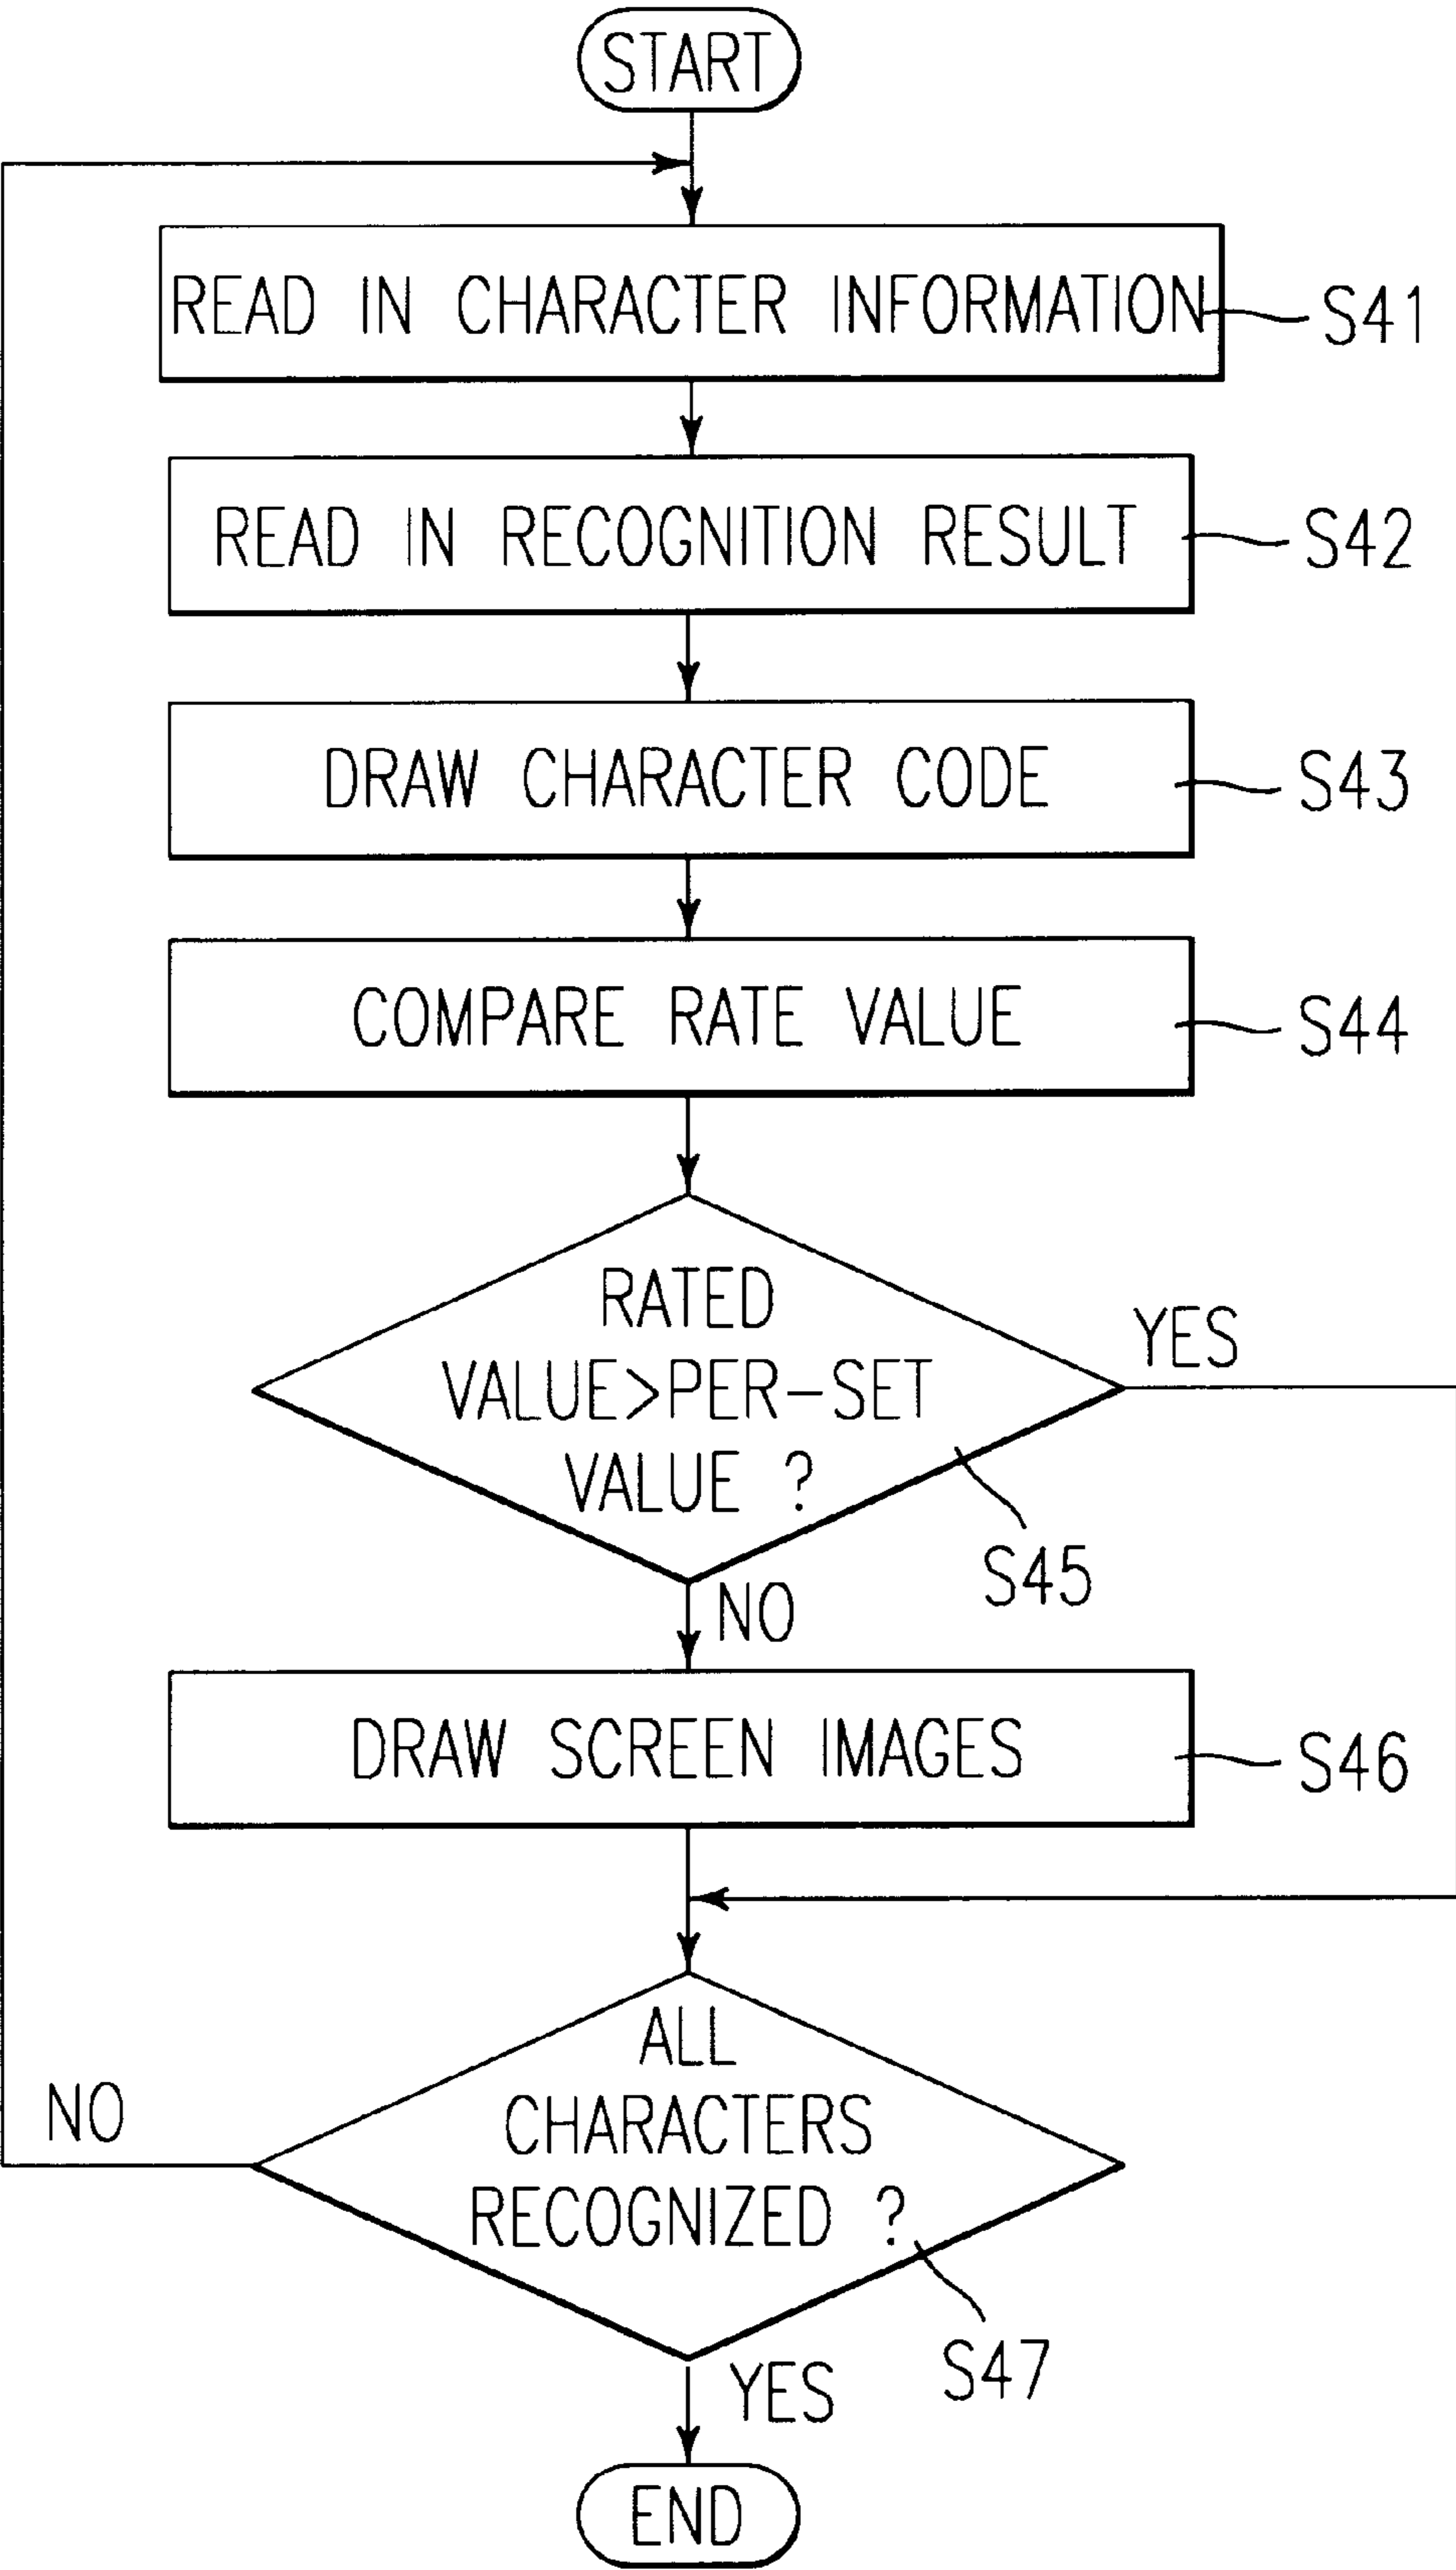 START
READ IN CHARACTER INFORMATION
S41
READ IN RECOGNITION RESULT
S42
DRAW CHARACTER CODE
S43
COMPARE RATE VALUE
S44
RATED
VALUE>PER-SET
VALUE ?
YES
S45
NO
DRAW SCREEN IMAGES
S46
ALL
CHARACTERS
RECOGNIZED ?
NO
S47
YES
END